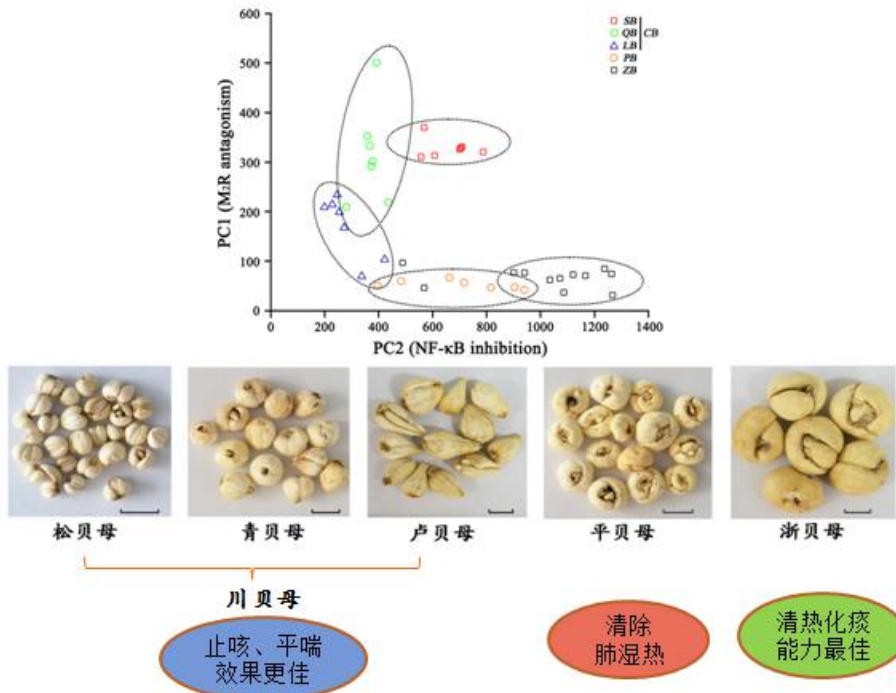 SB
QB
CB
LB
PB
ZB
600
500
400
300
200
100
0
PC1 (M₂R antagonism)
0 200 400 600 800 1000 1200 1400
PC2 (NF-κB inhibition)
松贝母 青贝母 卢贝母 平贝母 浙贝母
川贝母
止咳、平喘
效果更佳
清除
肺湿热
清热化痰
能力最佳